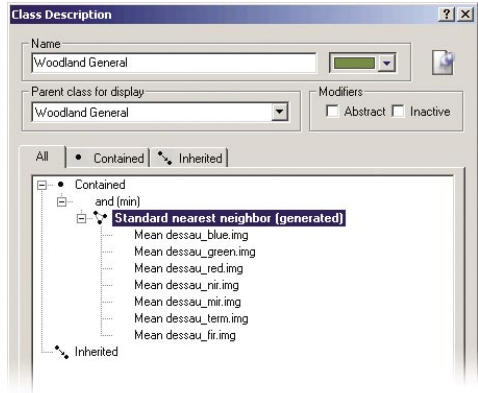 Class Description
Name
Woodland General
Parent class for display
Modifiers
Woodland General
Abstract Inactive
All Contained Inherited
Contained
and (min)
Standard nearest neighbor (generated)
Mean dessau_blue.img
Mean dessau_green.img
Mean dessau_red.img
Mean dessau_nir.img
Mean dessau_mir.img
Mean dessau_term.img
Mean dessau_fir.img
Inherited